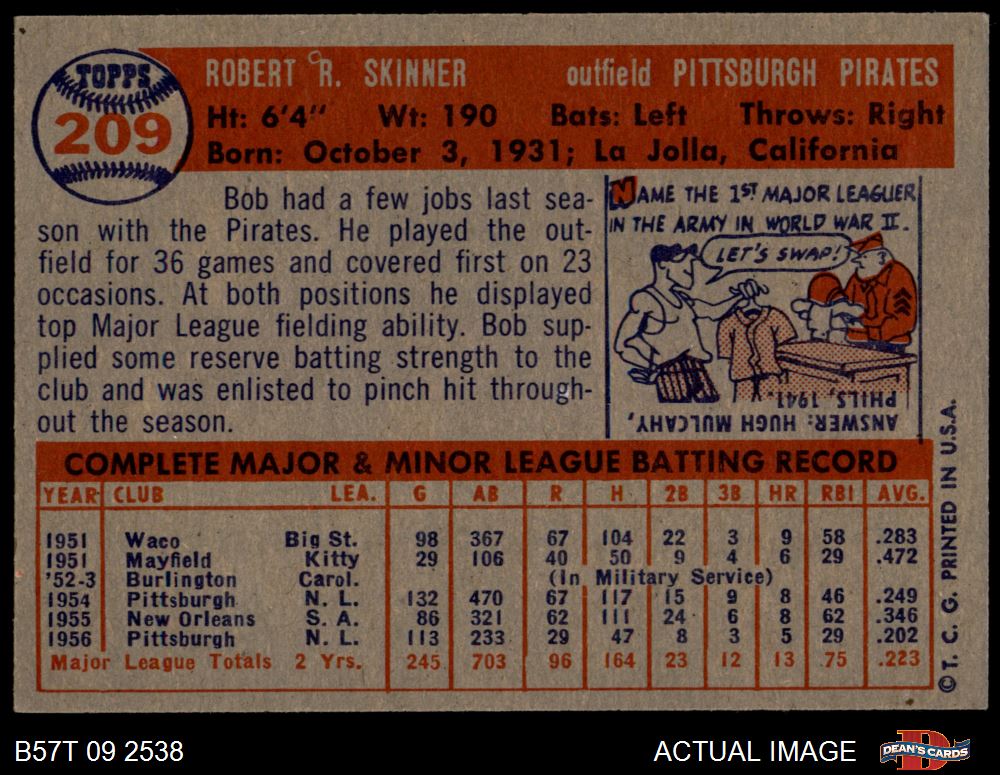 TOPPS
209
ROBERT R. SKINNER outfield PITTSBURGH PIRATES
Ht: 6'4" Wt: 190 Bats: Left Throws: Right
Born: October 3, 1931; La Jolla, California
Bob had a few jobs last sea-
son with the Pirates. He played the out-
field for 36 games and covered first on 23
occasions. At both positions he displayed
top Major League fielding ability. Bob sup-
plied some reserve batting strength to the
club and was enlisted to pinch hit through-
out the season.
NAME THE 1ST MAJOR LEAGUER
IN THE ARMY IN WORLD WAR II.
LET'S SWAP!
ANSWER: HUGH MULCAHY,
PHILS, 1941
COMPLETE MAJOR & MINOR LEAGUE BATTING RECORD
YEAR CLUB LEA. G AB R H 2B 3B HR RBI AVG.
1951 Waco Big St. 98 367 67 104 22 3 9 58 .283
1951 Mayfield Kitty 29 106 40 50 9 4 6 29 .472
'52-3 Burlington Carol. (In Military Service)
1954 Pittsburgh N. L. 132 470 67 117 15 9 8 46 .249
1955 New Orleans S. A. 86 321 62 111 24 6 8 62 .346
1956 Pittsburgh N. L. 113 233 29 47 8 3 5 29 .202
Major League Totals 2 Yrs. 245 703 96 164 23 12 13 75 .223
© T. C. G. PRINTED IN U.S.A.
B57T 09 2538 ACTUAL IMAGE
DEAN'S CARDS